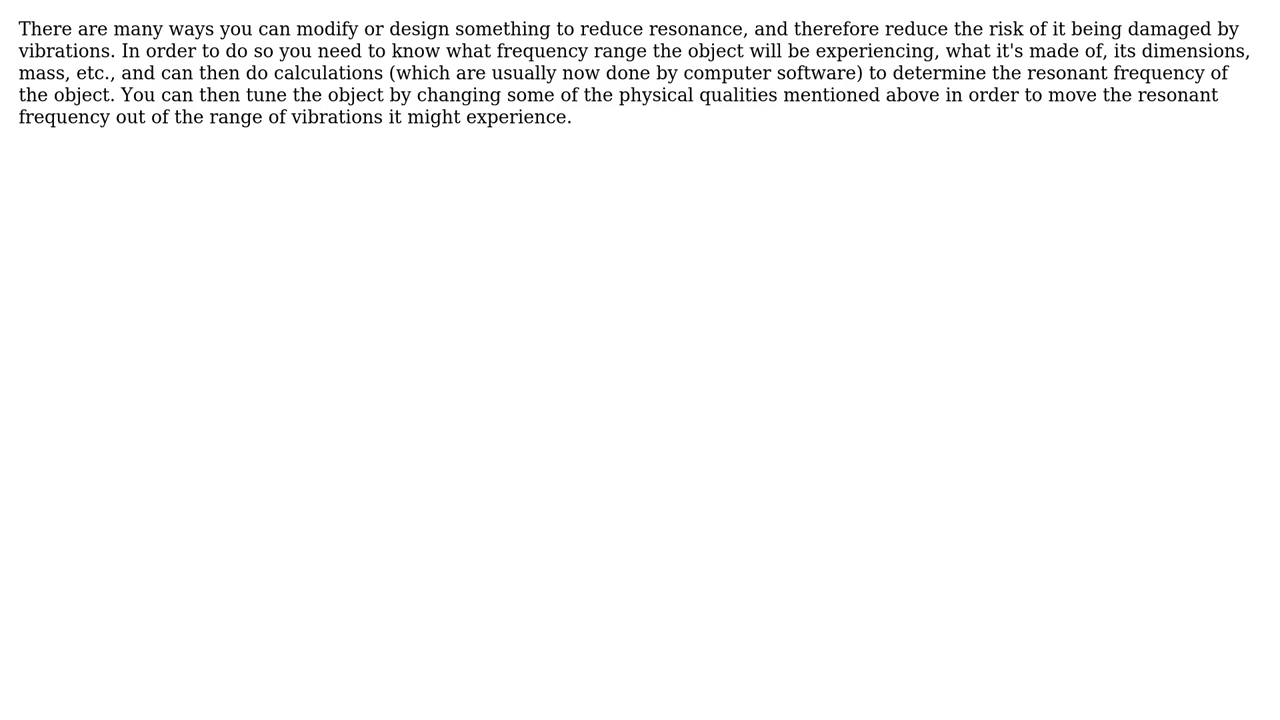 There are many ways you can modify or design something to reduce resonance, and therefore reduce the risk of it being damaged by
vibrations. In order to do so you need to know what frequency range the object will be experiencing, what it's made of, its dimensions,
mass, etc., and can then do calculations (which are usually now done by computer software) to determine the resonant frequency of
the object. You can then tune the object by changing some of the physical qualities mentioned above in order to move the resonant
frequency out of the range of vibrations it might experience.